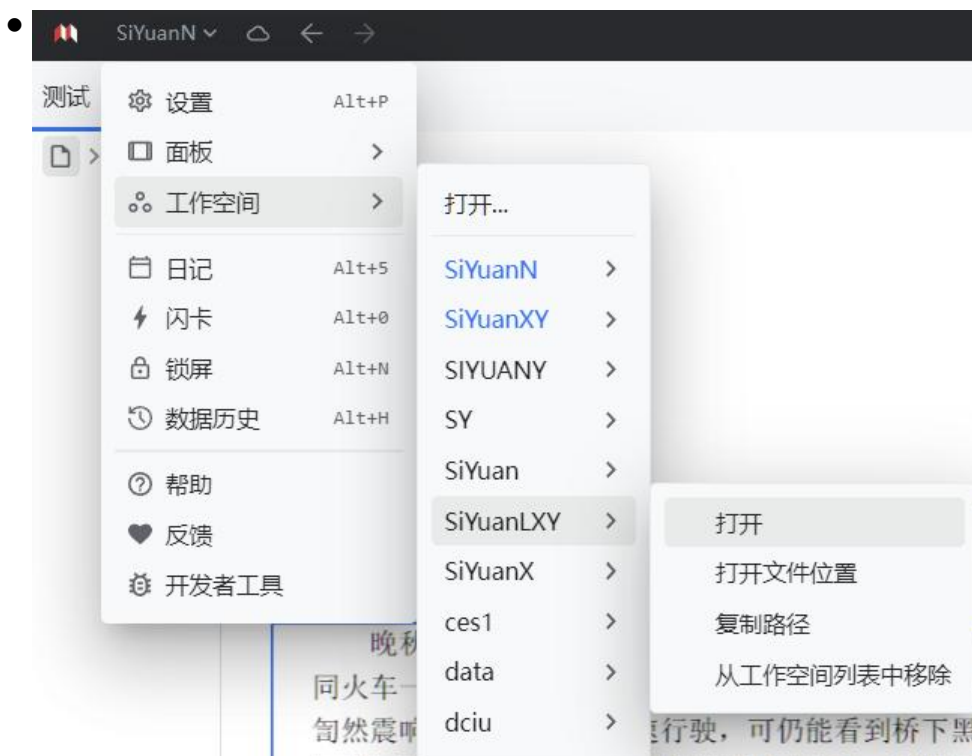 SiYuanN
测试
设置 Alt+P
面板
工作空间
日记 Alt+5
闪卡 Alt+0
锁屏 Alt+N
数据历史 Alt+H
帮助
反馈
开发者工具
打开...
SiYuanN
SiYuanXY
SIYUANY
SY
SiYuan
SiYuanLXY
SiYuanX
ces1
data
dciu
打开
打开文件位置
复制路径
从工作空间列表中移除
晚秋
同火车一
訇然震响
速行驶，可仍能看到桥下黑